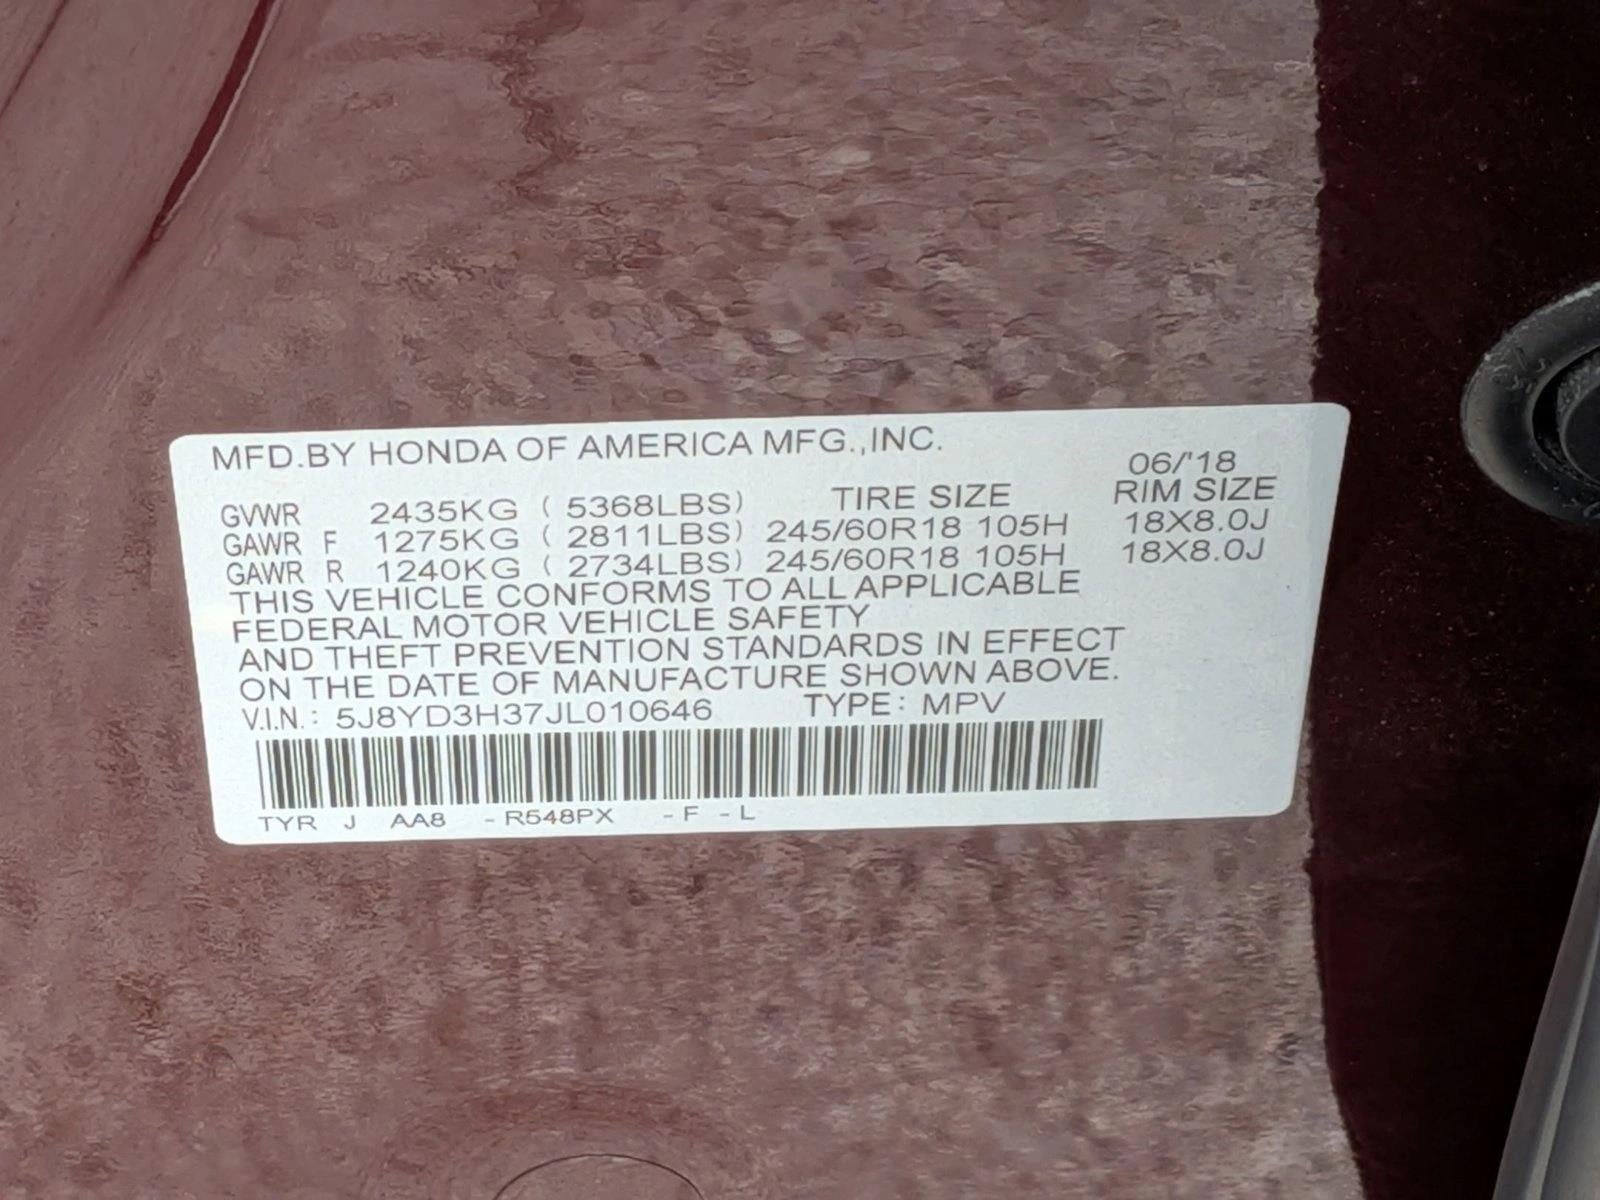 MFD.BY HONDA OF AMERICA MFG.,INC.
06/'18
GVWR 2435KG ( 5368LBS) TIRE SIZE RIM SIZE
GAWR F 1275KG ( 2811LBS) 245/60R18 105H 18X8.0J
GAWR R 1240KG ( 2734LBS) 245/60R18 105H 18X8.0J
THIS VEHICLE CONFORMS TO ALL APPLICABLE
FEDERAL MOTOR VEHICLE SAFETY
AND THEFT PREVENTION STANDARDS IN EFFECT
ON THE DATE OF MANUFACTURE SHOWN ABOVE.
V.I.N.: 5J8YD3H37JL010646 TYPE: MPV
TYR J AA8 - R548PX - F - L